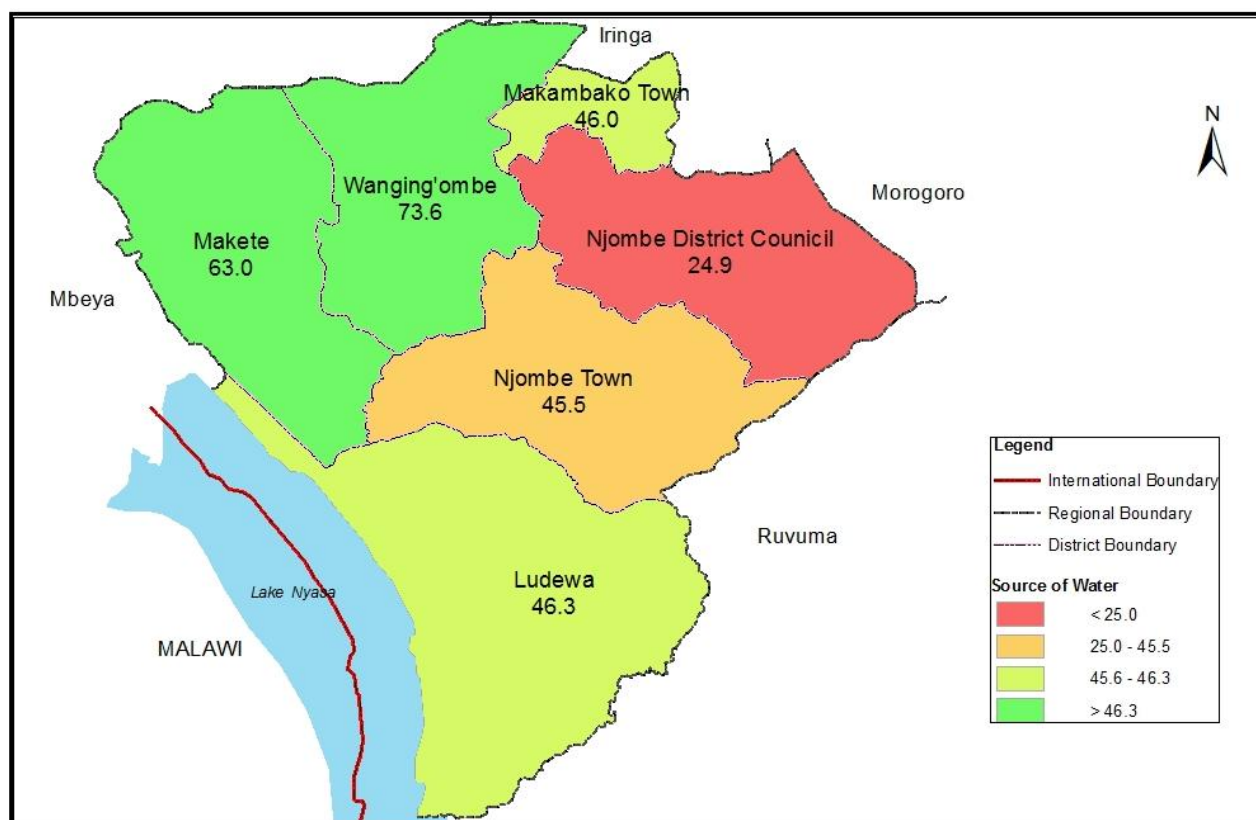 Iringa
Makambako Town
46.0
N
Wanging'ombe
73.6
Morogoro
Makete
63.0
Njombe District Counicil
24.9
Mbeya
Njombe Town
45.5
Legend
International Boundary
Regional Boundary
District Boundary
Ruvuma
Ludewa
46.3
Lake Nyasa
MALAWI
Source of Water
< 25.0
25.0 - 45.5
45.6 - 46.3
> 46.3